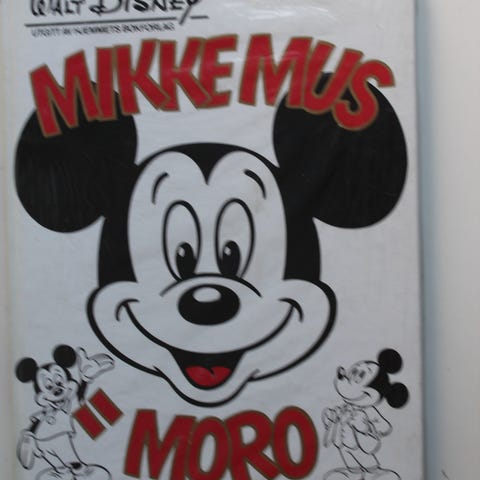 WALT DISNEY
UTGITT AV HJEMMETS BOKFORLAG
MIKKE MUS
MORO